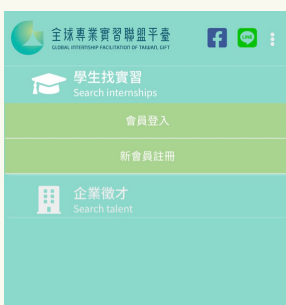 全球專業實習聯盟平臺
GLOBAL INTERNSHIP FACILITATION OF TAIWAN, GIFT
學生找實習
Search internships
會員登入
新會員註冊
企業徵才
Search talent